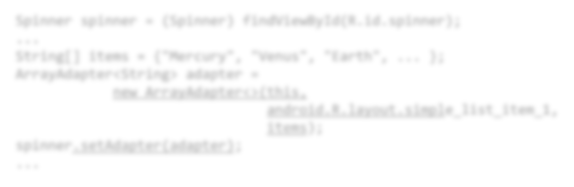 Spinner spinner = (Spinner) findViewById(R.id.spinner);
...
String[] items = {"Mercury", "Venus", "Earth", ... };
ArrayAdapter<String> adapter =
new ArrayAdapter<>(this,
android.R.layout.simple_list_item_1,
items);
spinner.setAdapter(adapter);
...